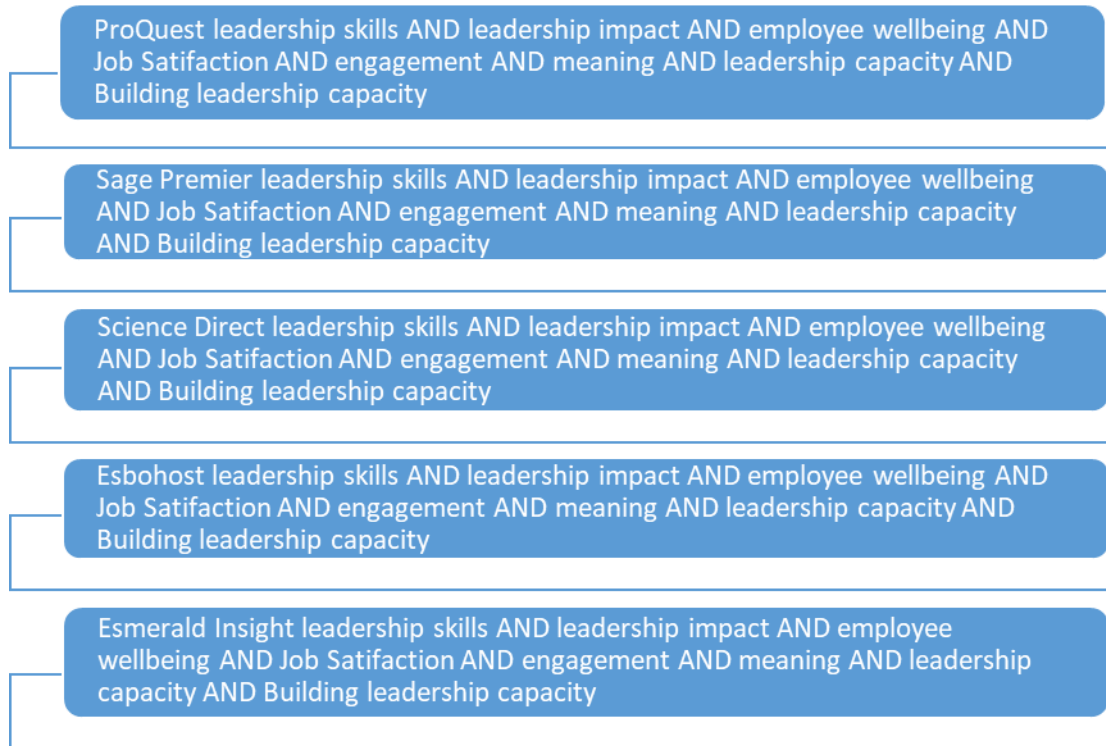 ProQuest leadership skills AND leadership impact AND employee wellbeing AND
Job Satifaction AND engagement AND meaning AND leadership capacity AND
Building leadership capacity
Sage Premier leadership skills AND leadership impact AND employee wellbeing
AND Job Satifaction AND engagement AND meaning AND leadership capacity
AND Building leadership capacity
Science Direct leadership skills AND leadership impact AND employee wellbeing
AND Job Satifaction AND engagement AND meaning AND leadership capacity
AND Building leadership capacity
Esbohost leadership skills AND leadership impact AND employee wellbeing AND
Job Satifaction AND engagement AND meaning AND leadership capacity AND
Building leadership capacity
Esmerald Insight leadership skills AND leadership impact AND employee
wellbeing AND Job Satifaction AND engagement AND meaning AND leadership
capacity AND Building leadership capacity